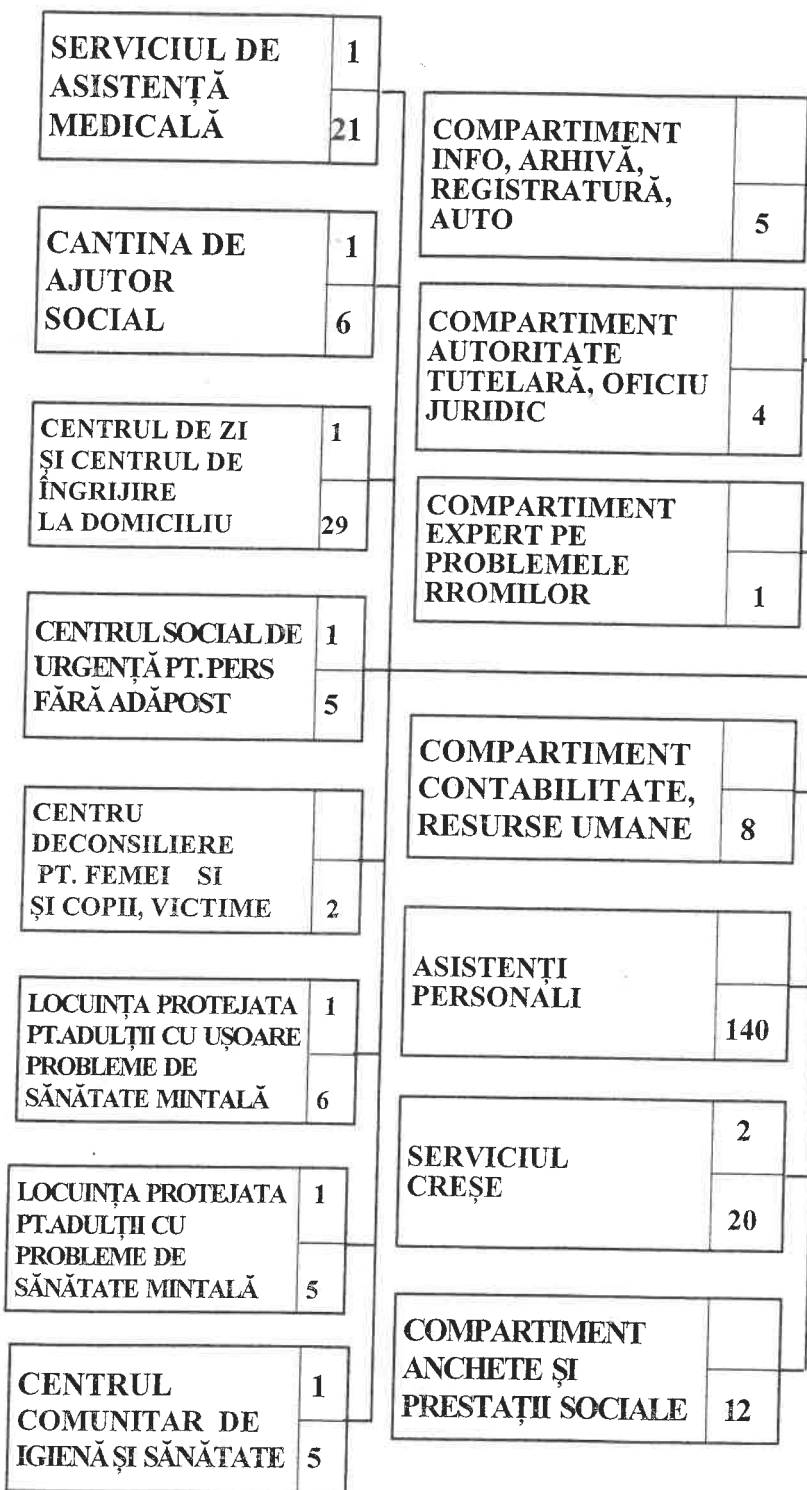 SERVICIUL DE 1
ASISTENȚĂ
MEDICALĂ 21
CANTINA DE 1
AJUTOR
SOCIAL 6
CENTRUL DE ZI 1
ȘI CENTRUL DE
ÎNGRIJIRE
LA DOMICILIU 29
CENTRUL SOCIAL DE 1
URGENȚĂ PT. PERS
FĂRĂ ADĂPOST 5
CENTRU
DECONSILIERE
PT. FEMEI SI
ȘI COPII, VICTIME 2
LOCUINȚA PROTEJATA 1
PT.ADULȚII CU UȘOARE
PROBLEME DE
SĂNĂTATE MINTALĂ 6
LOCUINȚA PROTEJATA 1
PT.ADULȚII CU
PROBLEME DE
SĂNĂTATE MINTALĂ 5
CENTRUL 1
COMUNITAR DE
IGIENĂ ȘI SĂNĂTATE 5
COMPARTIMENT
INFO, ARHIVĂ,
REGISTRATURĂ,
AUTO 5
COMPARTIMENT
AUTORITATE
TUTELARĂ, OFICIU
JURIDIC 4
COMPARTIMENT
EXPERT PE
PROBLEMELE
RROMILOR 1
COMPARTIMENT
CONTABILITATE,
RESURSE UMANE 8
ASISTENȚI
PERSONALI
140
SERVICIUL 2
CREȘE
20
COMPARTIMENT
ANCHETE ȘI
PRESTAȚII SOCIALE 12